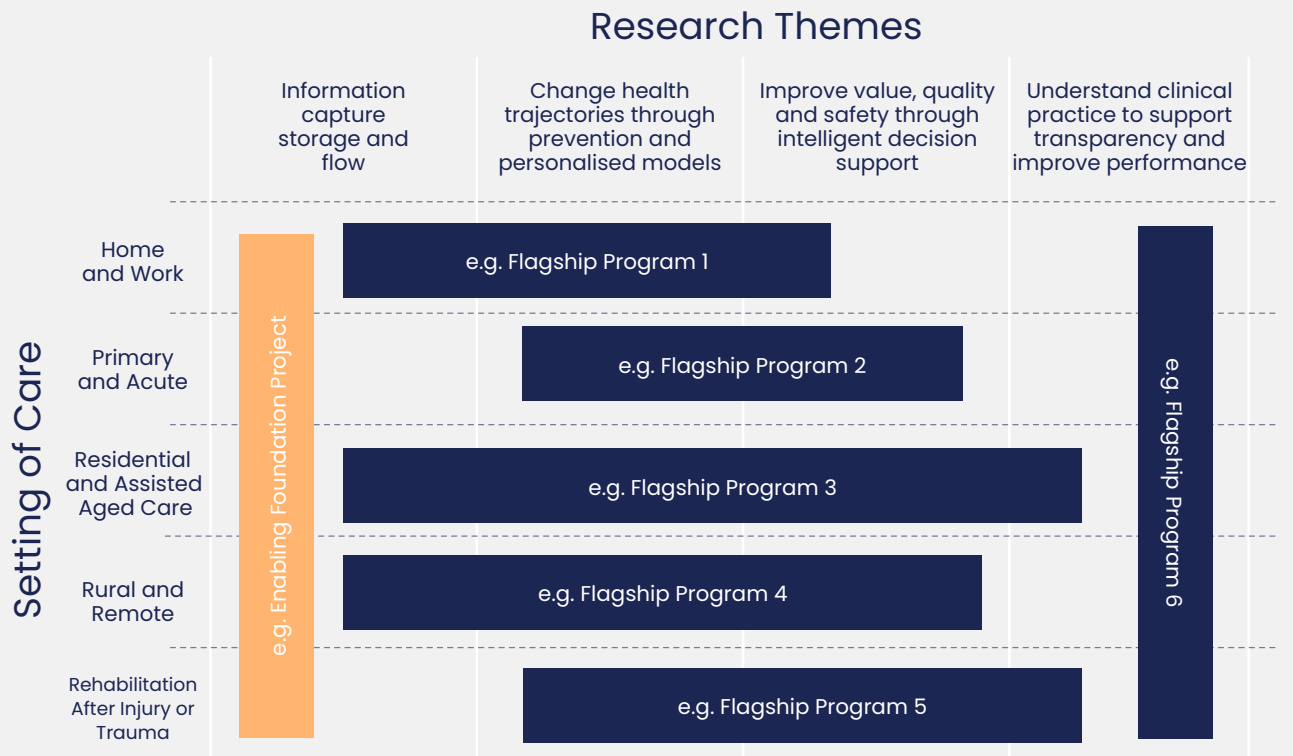 Research Themes
Information
capture
storage and
flow
Change health
trajectories through
prevention and
personalised models
Improve value, quality
and safety through
intelligent decision
support
Understand clinical
practice to support
transparency and
improve performance
Setting of Care
Home
and Work
Primary
and Acute
Residential
and Assisted
Aged Care
Rural and
Remote
Rehabilitation
After Injury or
Trauma
e.g. Enabling Foundation Project
e.g. Flagship Program 1
e.g. Flagship Program 2
e.g. Flagship Program 3
e.g. Flagship Program 4
e.g. Flagship Program 5
e.g. Flagship Program 6